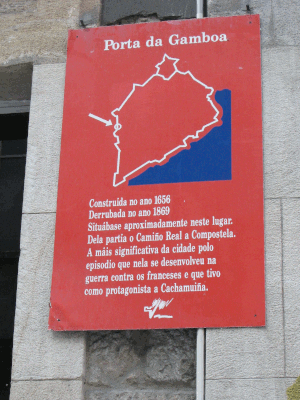 Porta da Gamboa
Construida no ano 1656
Derrubada no ano 1869
Situábase aproximadamente neste lugar.
Dela partía o Camiño Real a Compostela.
A máis significativa da cidade polo
episodio que nela se desenvolveu na
guerra contra os franceses e que tivo
como protagonista a Cachamuiña.